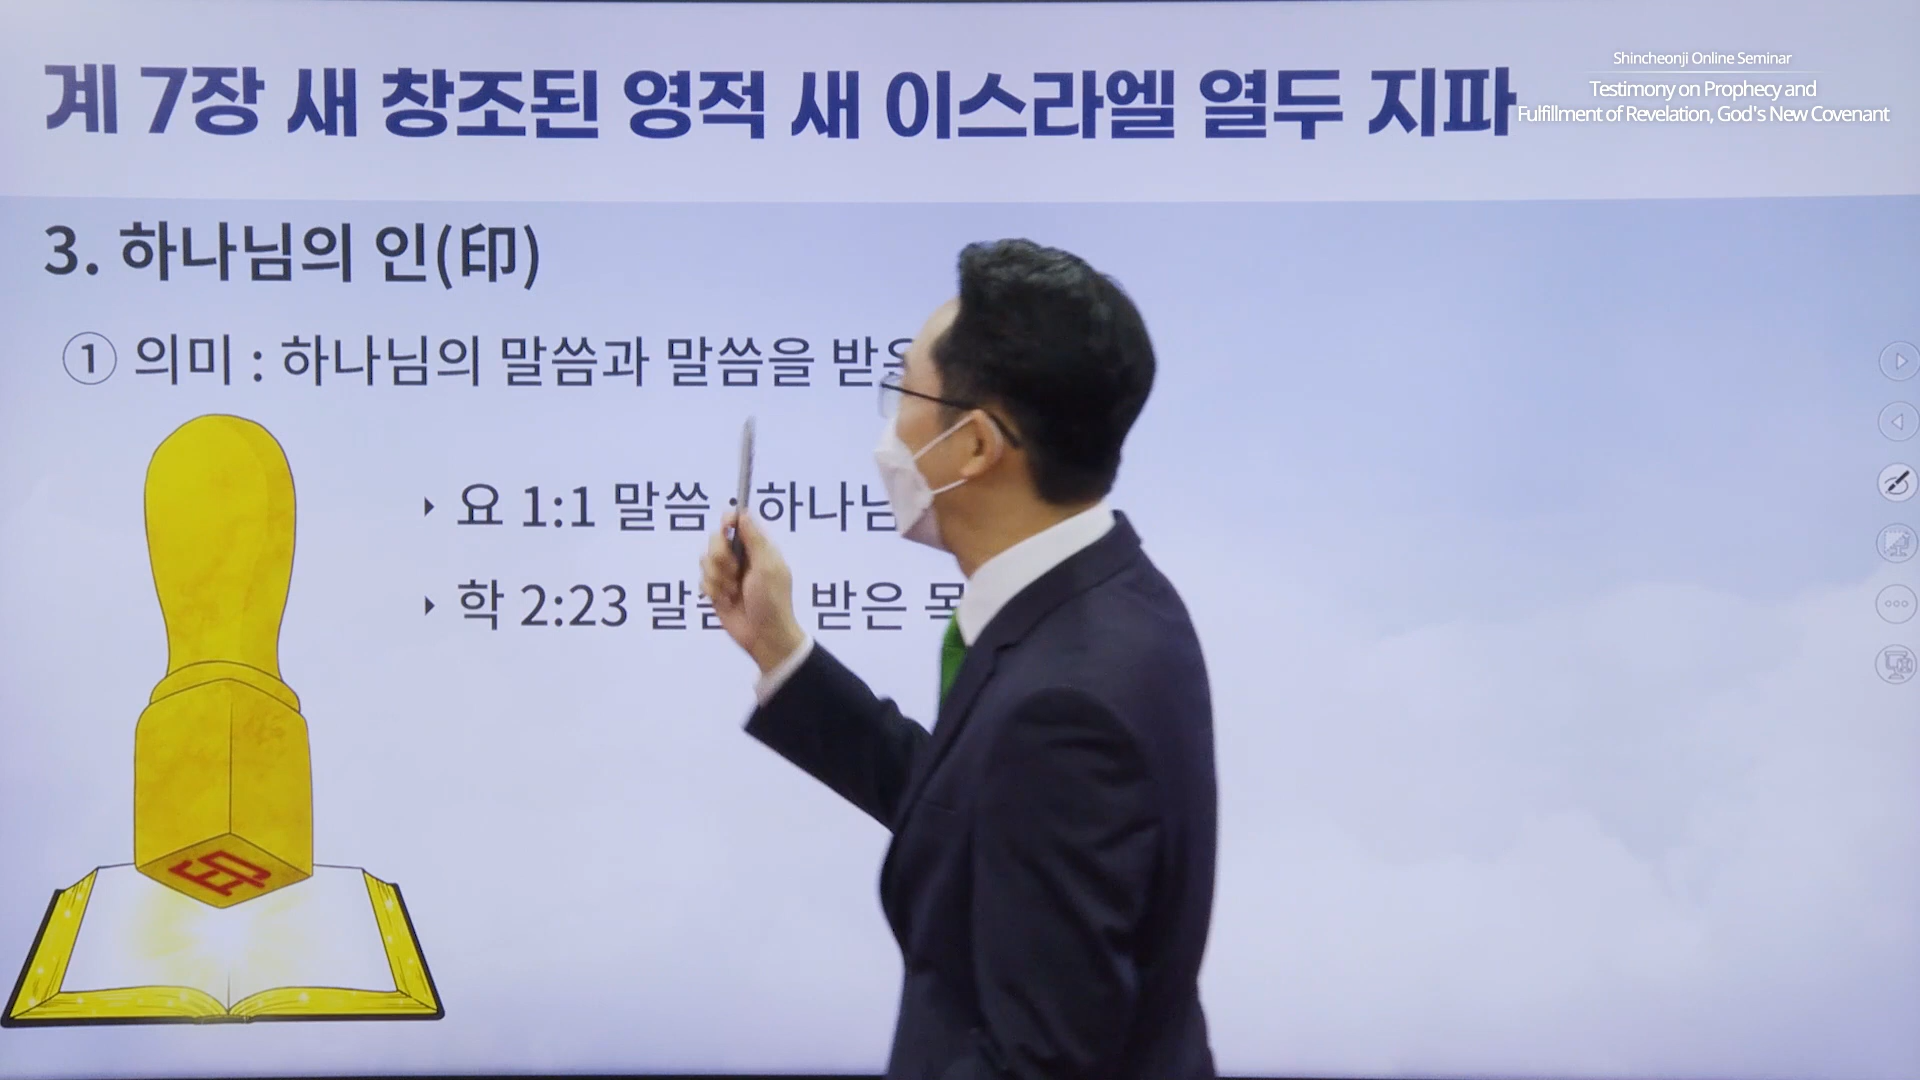 계 7장 새 창조된 영적 새 이스라엘 열두 지파
Shincheonji Online Seminar
Testimony on Prophecy and
Fulfillment of Revelation, God's New Covenant
3. 하나님의 인(印)
① 의미 : 하나님의 말씀과 말씀을
요 1:1 말씀 : 하나님
학 2:23 받은
印